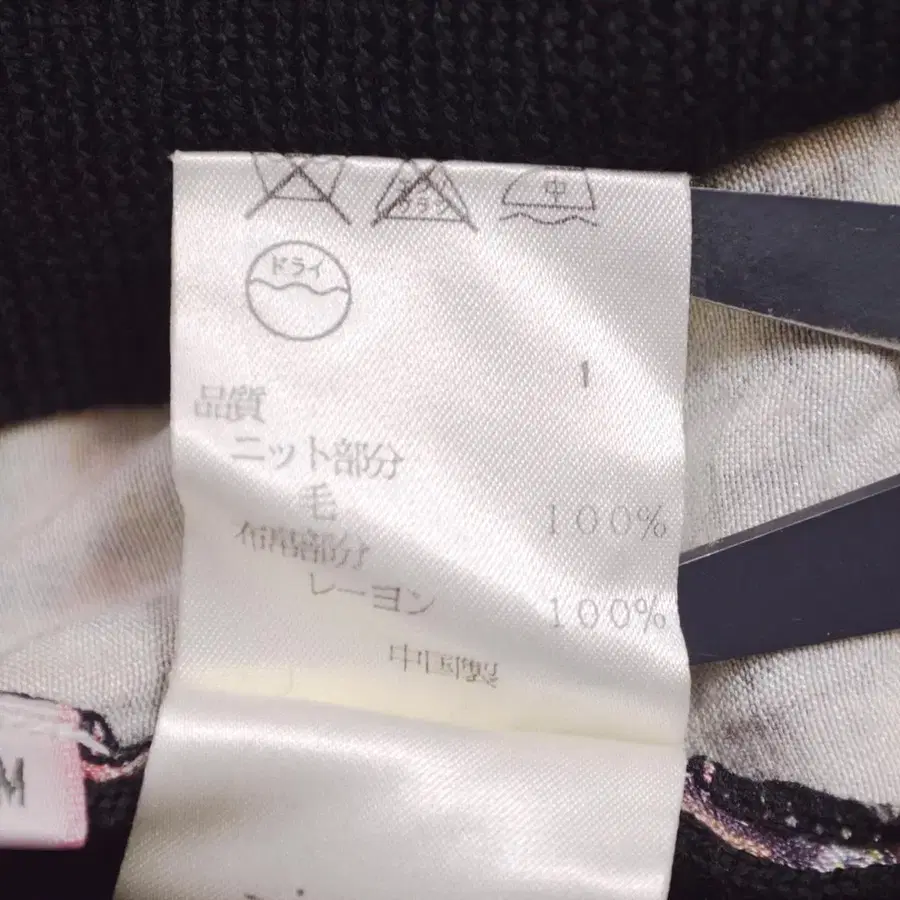 中
ドライ
1
品質
ニット部分
毛 100%
布帛部分
レーヨン 100%
中国製
M